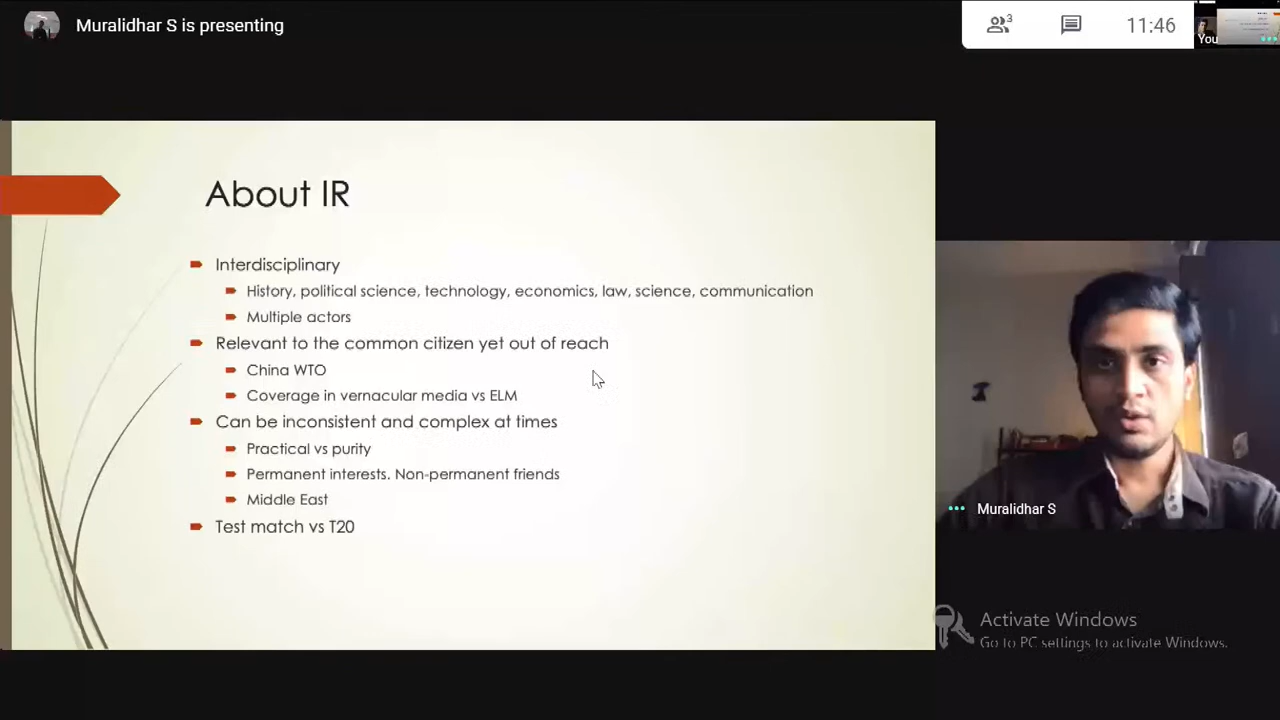 Muralidhar S is presenting
3
11:46
You
About IR
Interdisciplinary
History, political science, technology, economics, law, science, communication
Multiple actors
Relevant to the common citizen yet out of reach
China WTO
Coverage in vernacular media vs ELM
Can be inconsistent and complex at times
Practical vs purity
Permanent interests. Non-permanent friends
Middle East
Test match vs T20
Muralidhar S
Activate Windows
Go to PC settings to activate Windows.